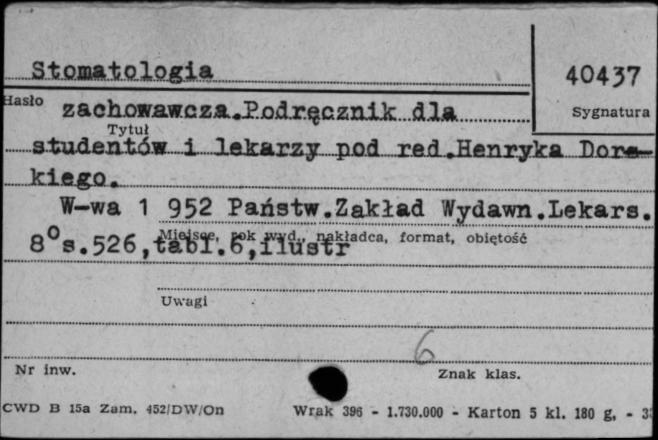 Stomatologia
40437
Hasło
zachowawcza.Podręcznik dla
Sygnatura
Tytuł
studentów i lekarzy pod red.Henryka Dors-
kiego.
W-wa 1 952 Państw.Zakład Wydawn.Lekars.
Miejsce, rok wyd., nakładca, format, objętość
8°s.526,tabl.6,ilustr
Uwagi
6
Nr inw.
Znak klas.
CWD B 15a Zam. 452/DW/On
Wrak 396 - 1.730.000 - Karton 5 kl. 180 g, -